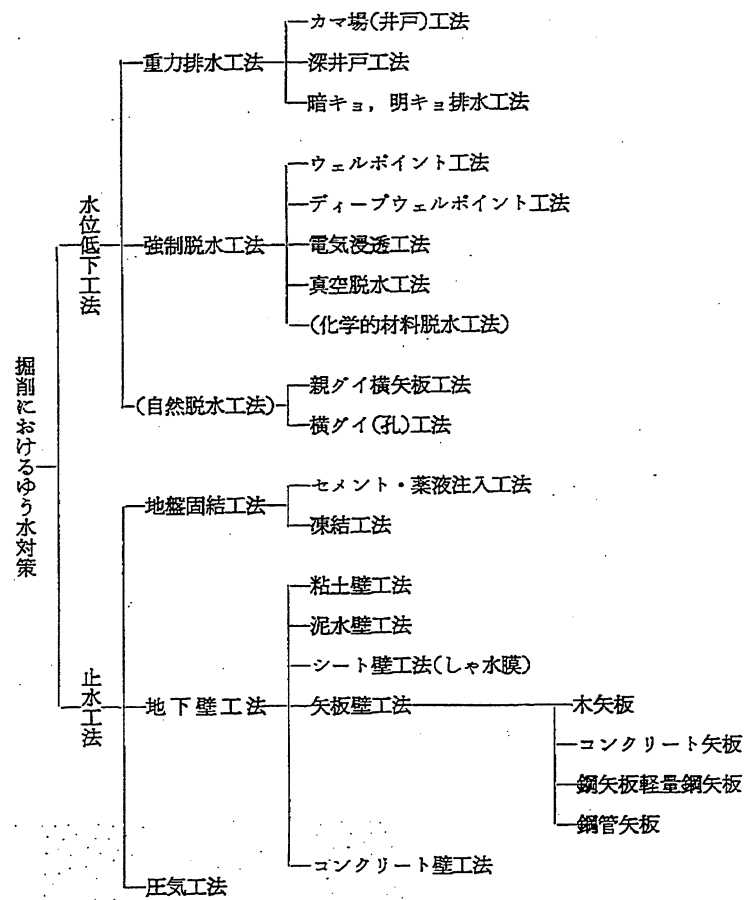 掘削におけるゆう水対策
水位低下工法
重力排水工法
カマ場(井戸)工法
深井戸工法
暗キョ，明キョ排水工法
強制脱水工法
ウェルポイント工法
ディープウェルポイント工法
電気浸透工法
真空脱水工法
(化学的材料脱水工法)
(自然脱水工法)
親グイ横矢板工法
横グイ(孔)工法
止水工法
地盤固結工法
セメント・薬液注入工法
凍結工法
地下壁工法
粘土壁工法
泥水壁工法
シート壁工法(しゃ水膜)
矢板壁工法
木矢板
コンクリート矢板
鋼矢板軽量鋼矢板
鋼管矢板
コンクリート壁工法
圧気工法